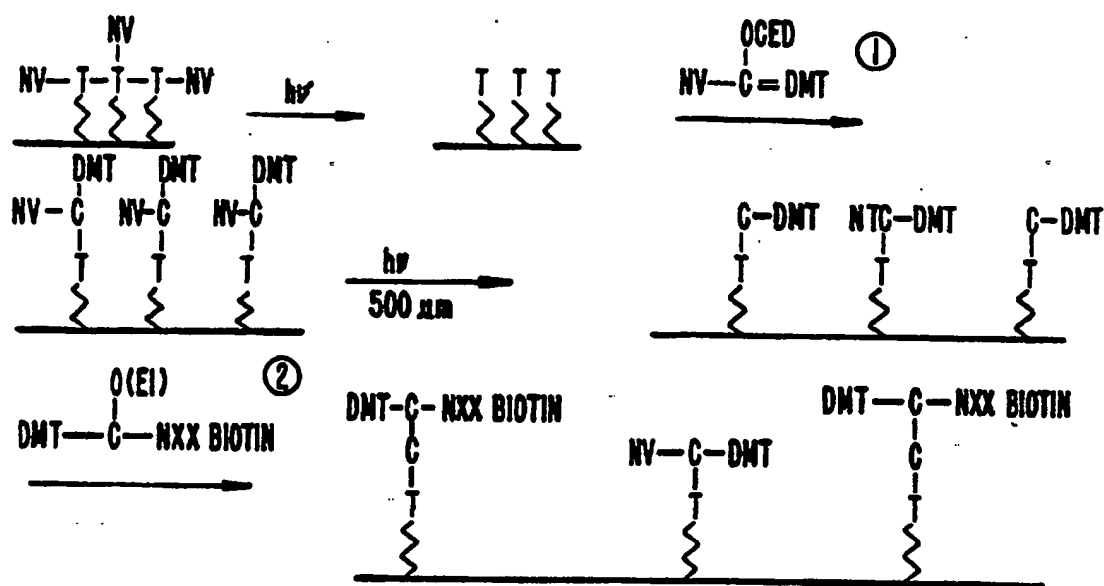 NV
NV-T-T-T-NV
hν
T T T
OCED
NV-C=DMT
①
DMT DMT DMT
NV-C NV-C NV-C
T T T
hν
500 µm
C-DMT NTC-DMT C-DMT
T T T
②
O(EI)
DMT-C-NXX BIOTIN
DMT-C-NXX BIOTIN
C
T
NV-C-DMT
T
DMT-C-NXX BIOTIN
C
T